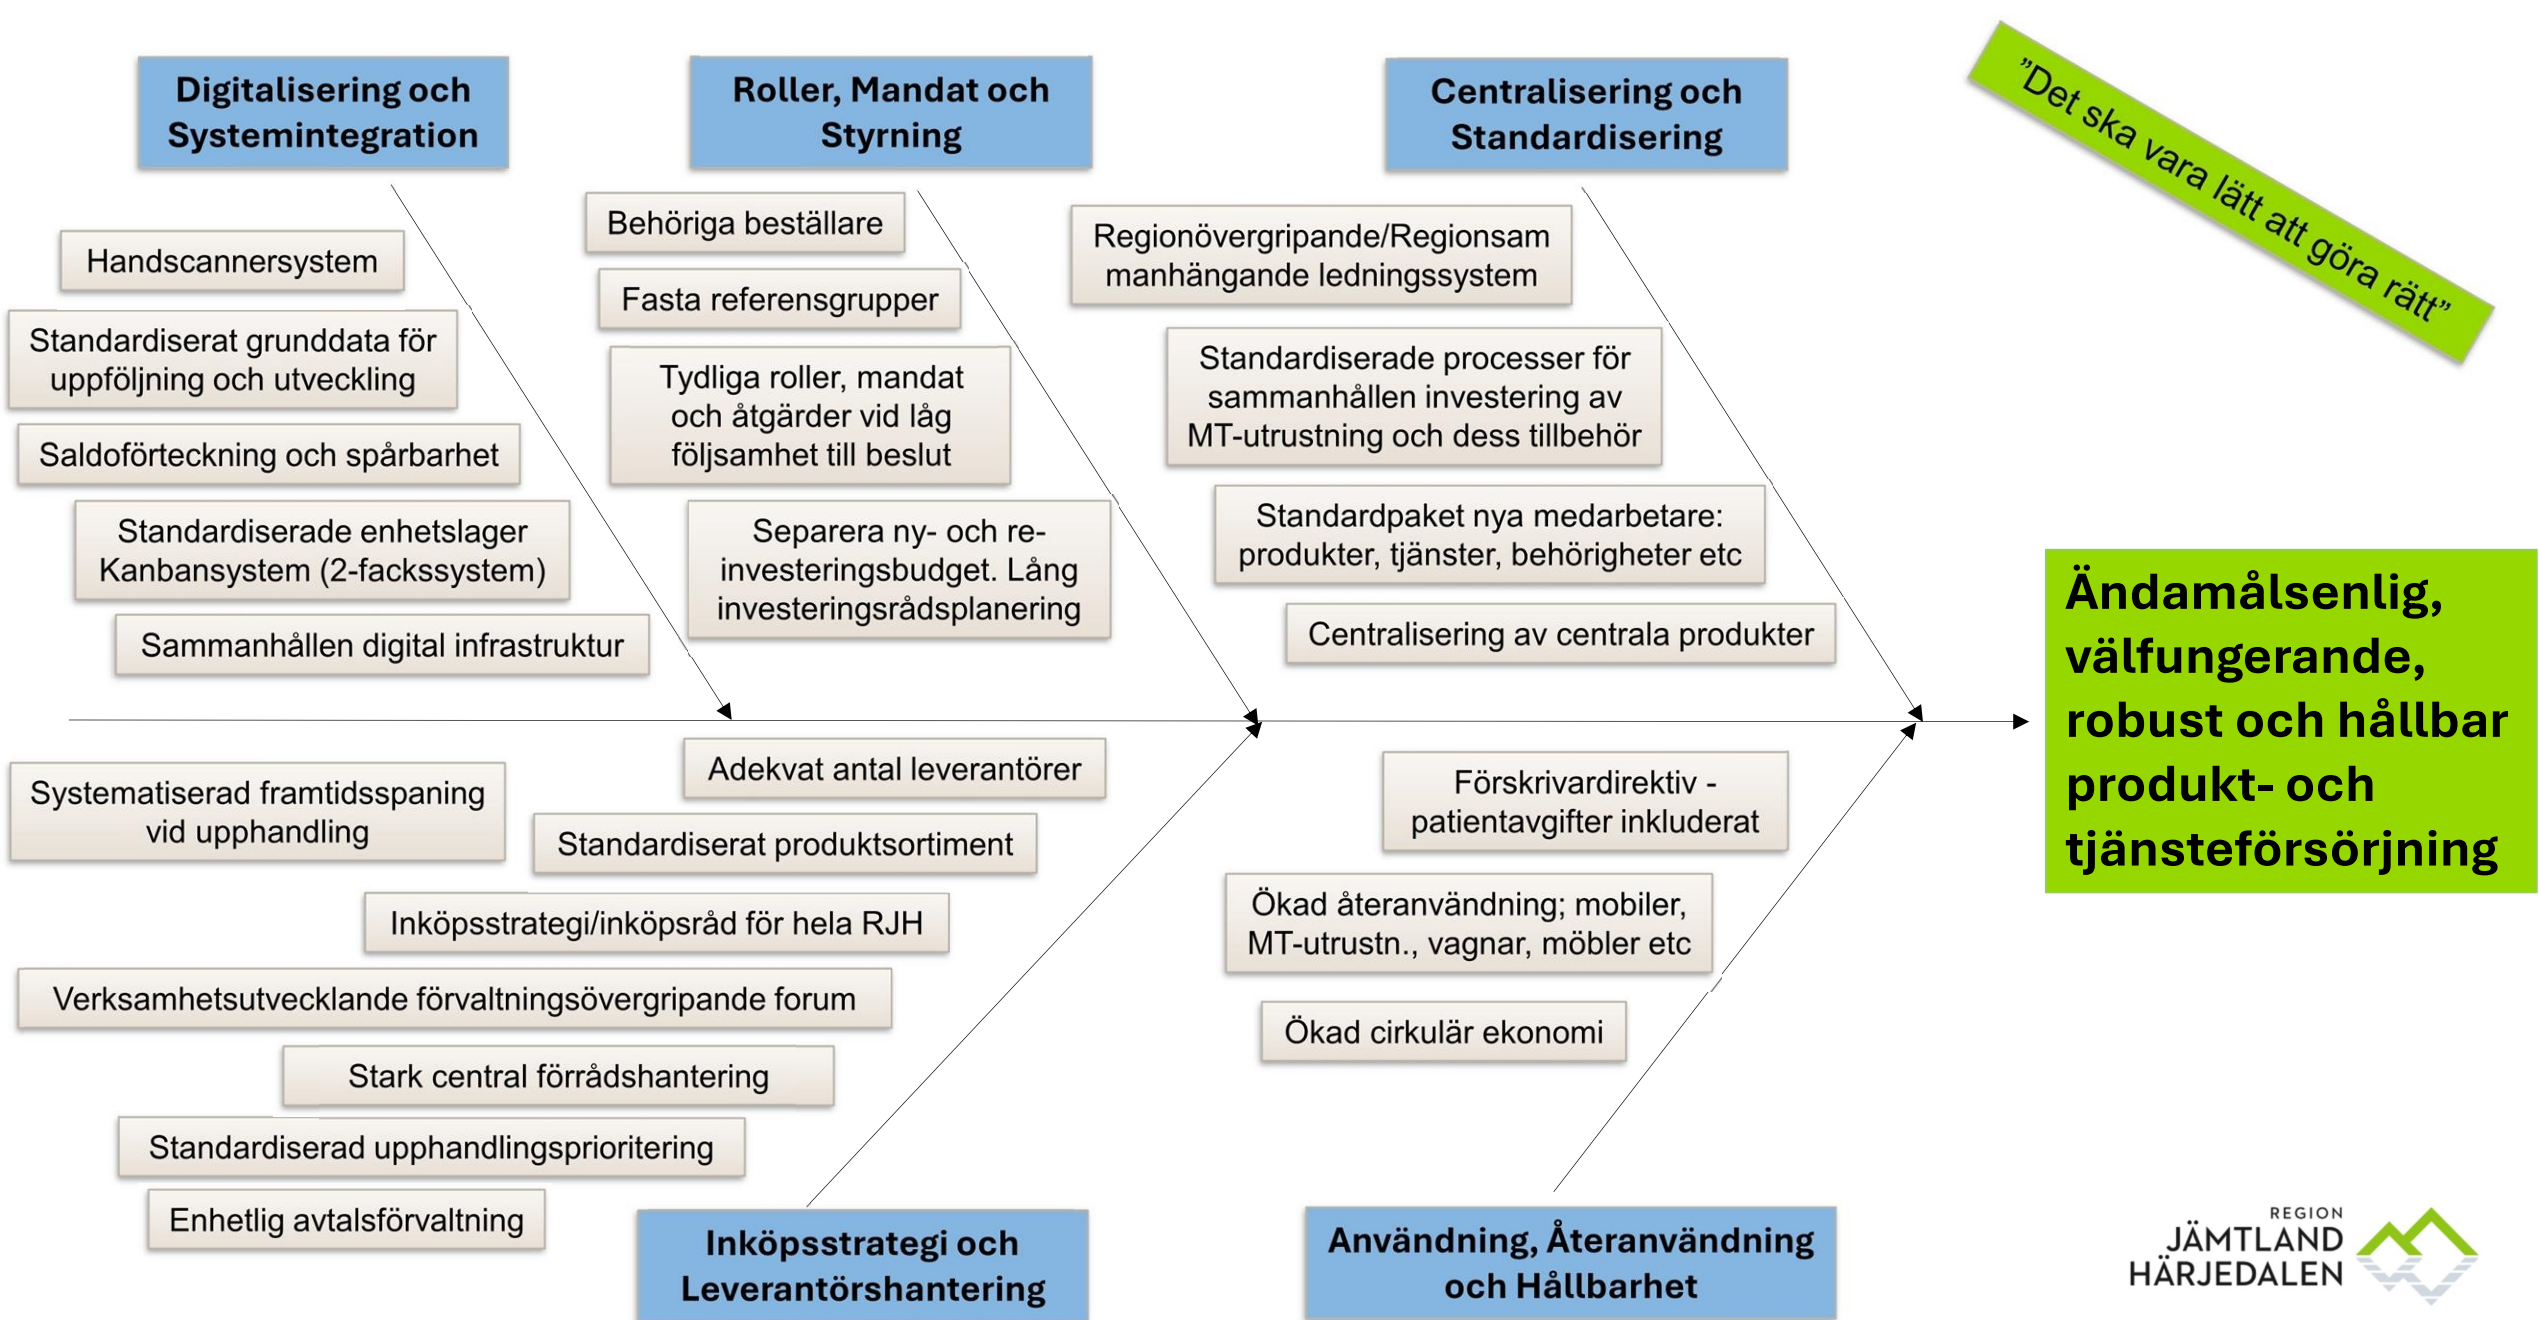 Digitalisering och
Systemintegration
Handscannersystem
Standardiserat grunddata för
uppföljning och utveckling
Saldoförteckning och spårbarhet
Standardiserade enhetslager
Kanbansystem (2-fackssystem)
Sammanhållen digital infrastruktur
Roller, Mandat och
Styrning
Behöriga beställare
Fasta referensgrupper
Tydliga roller, mandat
och åtgärder vid låg
följsamhet till beslut
Separera ny- och re-
investeringsbudget. Lång
investeringsrådsplanering
Centralisering och
Standardisering
Regionövergripande/Regionsam
manhängande ledningssystem
Standardiserade processer för
sammanhållen investering av
MT-utrustning och dess tillbehör
Standardpaket nya medarbetare:
produkter, tjänster, behörigheter etc
Centralisering av centrala produkter
”Det ska vara lätt att göra rätt”
Ändamålsenlig,
välfungerande,
robust och hållbar
produkt- och
tjänsteförsörjning
Adekvat antal leverantörer
Systematiserad framtidsspaning
vid upphandling
Standardiserat produktsortiment
Inköpsstrategi/inköpsråd för hela RJH
Verksamhetsutvecklande förvaltningsövergripande forum
Stark central förrådshantering
Standardiserad upphandlingsprioritering
Enhetlig avtalsförvaltning
Inköpsstrategi och
Leverantörshantering
Förskrivardirektiv -
patientavgifter inkluderat
Ökad återanvändning; mobiler,
MT-utrustn., vagnar, möbler etc
Ökad cirkulär ekonomi
Användning, Återanvändning
och Hållbarhet
REGION
JÄMTLAND
HÄRJEDALEN